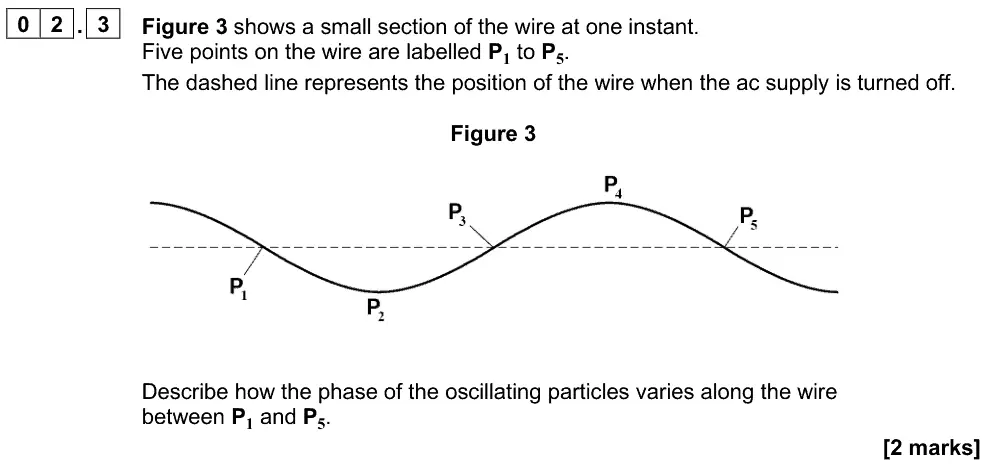 0 2 . 3 Figure 3 shows a small section of the wire at one instant.
Five points on the wire are labelled P1 to P5.
The dashed line represents the position of the wire when the ac supply is turned off.
Figure 3
P4
P3
P5
P1
P2
Describe how the phase of the oscillating particles varies along the wire
between P1 and P5.
[2 marks]